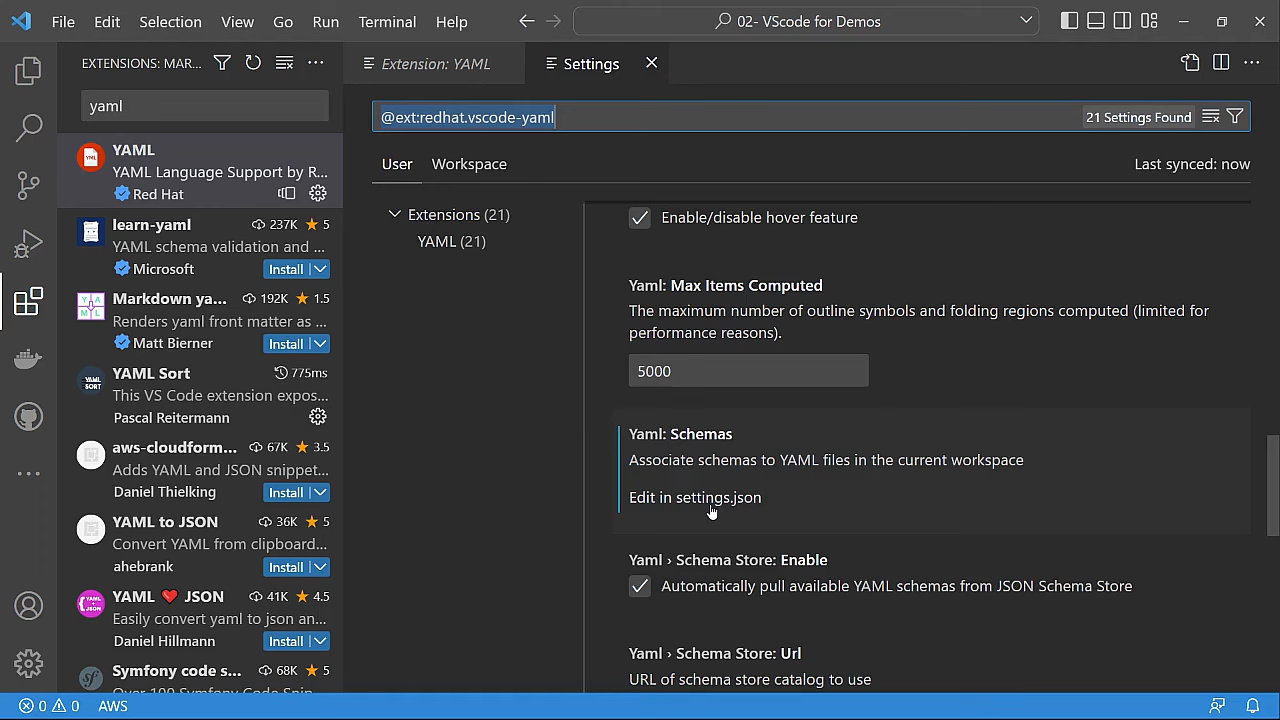 File Edit Selection View Go Run Terminal Help
02- VScode for Demos
EXTENSIONS: MAR...
yaml
YAML
YAML Language Support by R...
Red Hat
learn-yaml 237K 5
YAML schema validation and ...
Microsoft Install
Markdown ya... 192K 1.5
Renders yaml front matter as ...
Matt Bierner Install
YAML Sort 775ms
This VS Code extension expos...
Pascal Reitermann
aws-cloudform... 67K 3.5
Adds YAML and JSON snippet...
Daniel Thielking Install
YAML to JSON 36K 5
Convert YAML from clipboard...
ahebrank Install
YAML ❤️ JSON 41K 4.5
Easily convert yaml to json an...
Daniel Hillmann Install
Symfony code s... 68K 5
Over 100 Symfony Code Snip...
Extension: YAML
Settings
@ext:redhat.vscode-yaml
21 Settings Found
User Workspace
Last synced: now
Extensions (21)
YAML (21)
Enable/disable hover feature
Yaml: Max Items Computed
The maximum number of outline symbols and folding regions computed (limited for
performance reasons).
5000
Yaml: Schemas
Associate schemas to YAML files in the current workspace
Edit in settings.json
Yaml › Schema Store: Enable
Automatically pull available YAML schemas from JSON Schema Store
Yaml › Schema Store: Url
URL of schema store catalog to use
0 0 AWS